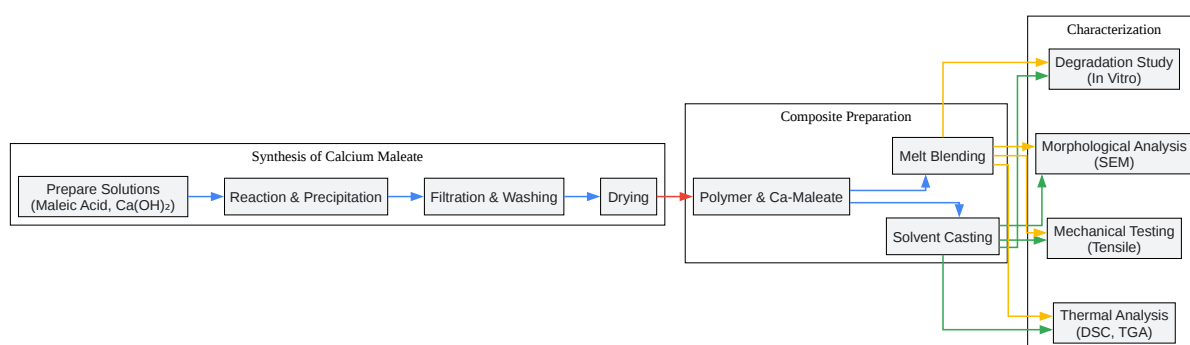 Synthesis of Calcium Maleate
Prepare Solutions
(Maleic Acid, Ca(OH)₂)
Reaction & Precipitation
Filtration & Washing
Drying
Composite Preparation
Polymer & Ca-Maleate
Melt Blending
Solvent Casting
Characterization
Degradation Study
(In Vitro)
Morphological Analysis
(SEM)
Mechanical Testing
(Tensile)
Thermal Analysis
(DSC, TGA)